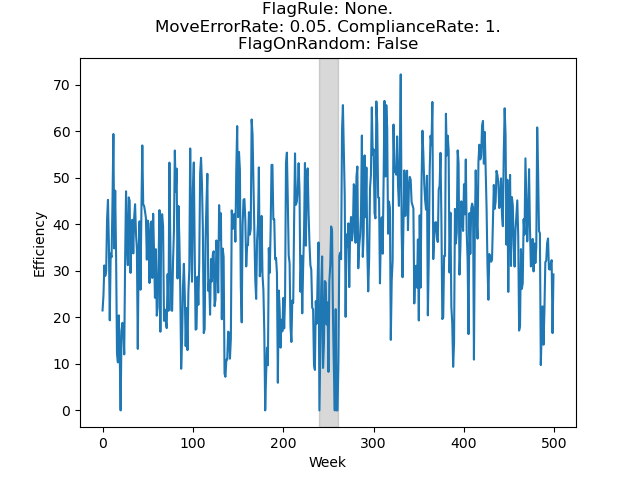 FlagRule: None.
MoveErrorRate: 0.05. ComplianceRate: 1.
FlagOnRandom: False
70
60
50
40
30
20
10
0
Efficiency
0 100 200 300 400 500
Week